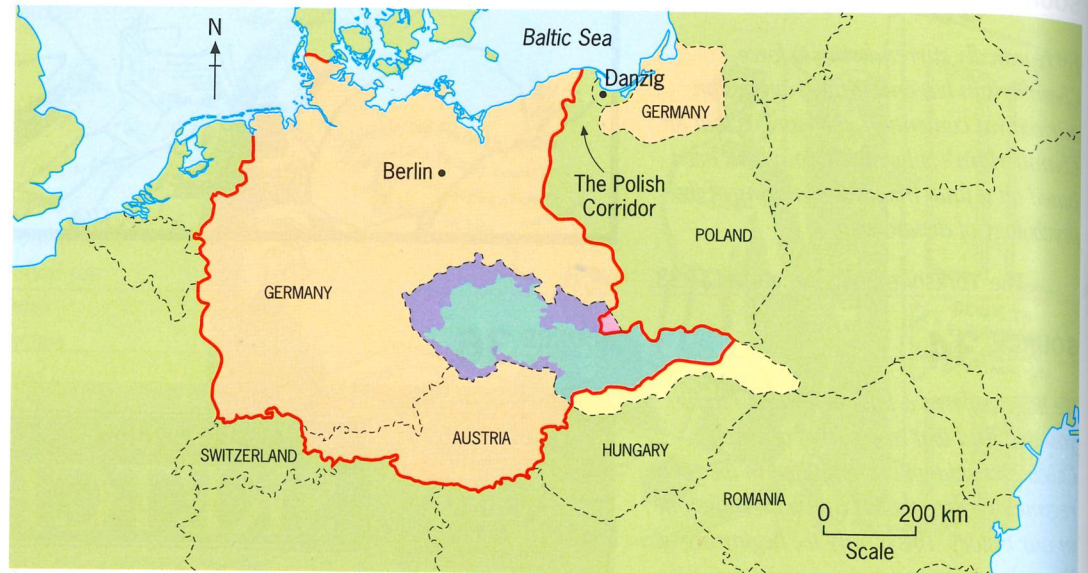 N
Baltic Sea
Danzig
GERMANY
Berlin
The Polish
Corridor
POLAND
GERMANY
AUSTRIA
SWITZERLAND
HUNGARY
ROMANIA
0 200 km
Scale